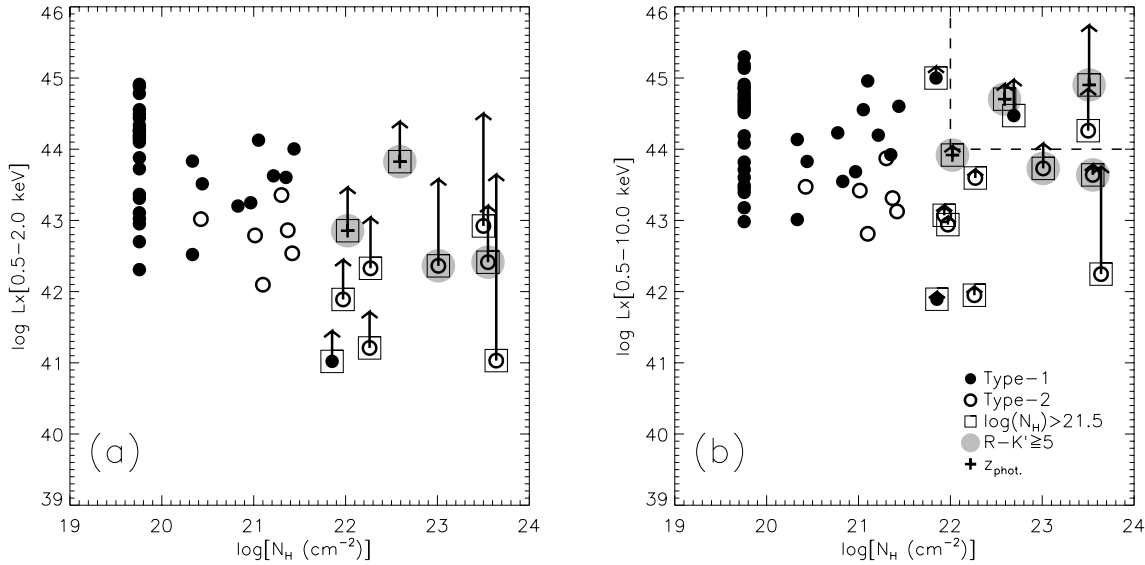 46
45
44
43
42
41
40
39
log Lx[0.5−2.0 keV]
(a)
19 20 21 22 23 24
log[N_H (cm⁻²)]
46
45
44
43
42
41
40
39
log Lx[0.5−10.0 keV]
Type−1
Type−2
log(N_H)>21.5
R−K'≧5
z_phot.
(b)
19 20 21 22 23 24
log[N_H (cm⁻²)]